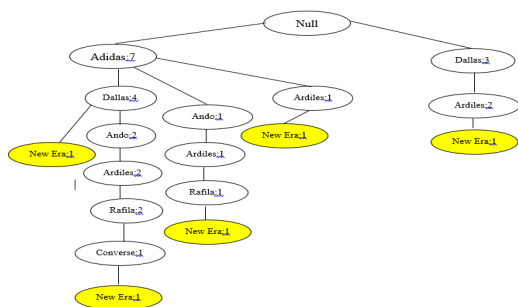 Null
Adidas;7
Dallas;3
Dallas;4
Ardiles;1
Ando;1
Ardiles;2
Ando;2
New Era;1
New Era;1
New Era;1
Ardiles;1
Ardiles;2
Rafila;1
Rafila;2
New Era;1
Converse;1
New Era;1